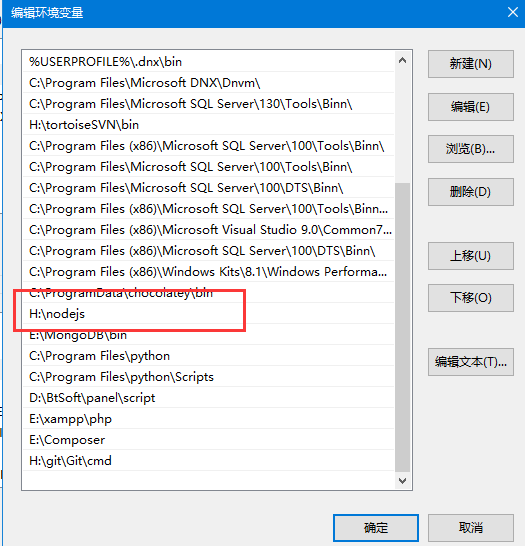 编辑环境变量
%USERPROFILE%\.dnx\bin
C:\Program Files\Microsoft DNX\Dnvm\
C:\Program Files\Microsoft SQL Server\130\Tools\Binn\
H:\tortoiseSVN\bin
C:\Program Files (x86)\Microsoft SQL Server\100\Tools\Binn\
C:\Program Files\Microsoft SQL Server\100\Tools\Binn\
C:\Program Files\Microsoft SQL Server\100\DTS\Binn\
C:\Program Files (x86)\Microsoft SQL Server\100\Tools\Binn...
C:\Program Files (x86)\Microsoft Visual Studio 9.0\Common7...
C:\Program Files (x86)\Microsoft SQL Server\100\DTS\Binn\
C:\Program Files (x86)\Windows Kits\8.1\Windows Performa...
C:\ProgramData\chocolatey\bin
H:\nodejs
E:\MongoDB\bin
C:\Program Files\python
C:\Program Files\python\Scripts
D:\BtSoft\panel\script
E:\xampp\php
E:\Composer
H:\git\Git\cmd
新建(N)
编辑(E)
浏览(B)...
删除(D)
上移(U)
下移(O)
编辑文本(T)...
确定
取消